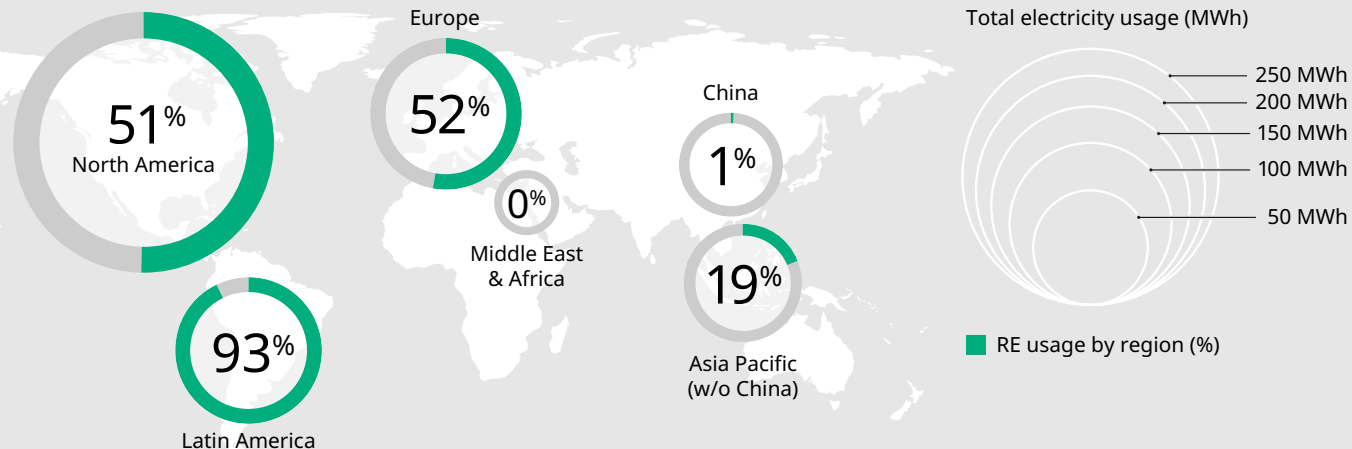 51%
North America
Europe
52%
0%
Middle East
& Africa
93%
Latin America
China
1%
19%
Asia Pacific
(w/o China)
Total electricity usage (MWh)
250 MWh
200 MWh
150 MWh
100 MWh
50 MWh
RE usage by region (%)